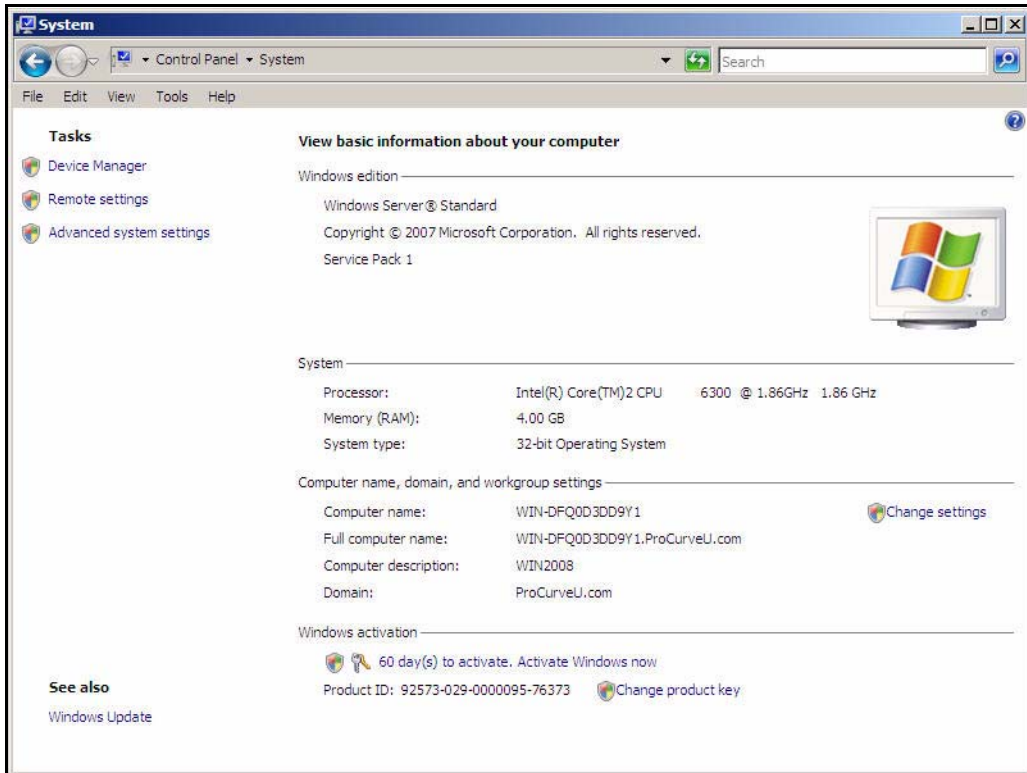 System
Control Panel System
Search
File Edit View Tools Help
Tasks
Device Manager
Remote settings
Advanced system settings
View basic information about your computer
Windows edition
Windows Server® Standard
Copyright © 2007 Microsoft Corporation. All rights reserved.
Service Pack 1
System
Processor: Intel(R) Core(TM)2 CPU 6300 @ 1.86GHz 1.86 GHz
Memory (RAM): 4.00 GB
System type: 32-bit Operating System
Computer name, domain, and workgroup settings
Computer name: WIN-DFQ0D3DD9Y1
Change settings
Full computer name: WIN-DFQ0D3DD9Y1.ProCurveU.com
Computer description: WIN2008
Domain: ProCurveU.com
Windows activation
60 day(s) to activate. Activate Windows now
Product ID: 92573-029-0000095-76373 Change product key
See also
Windows Update